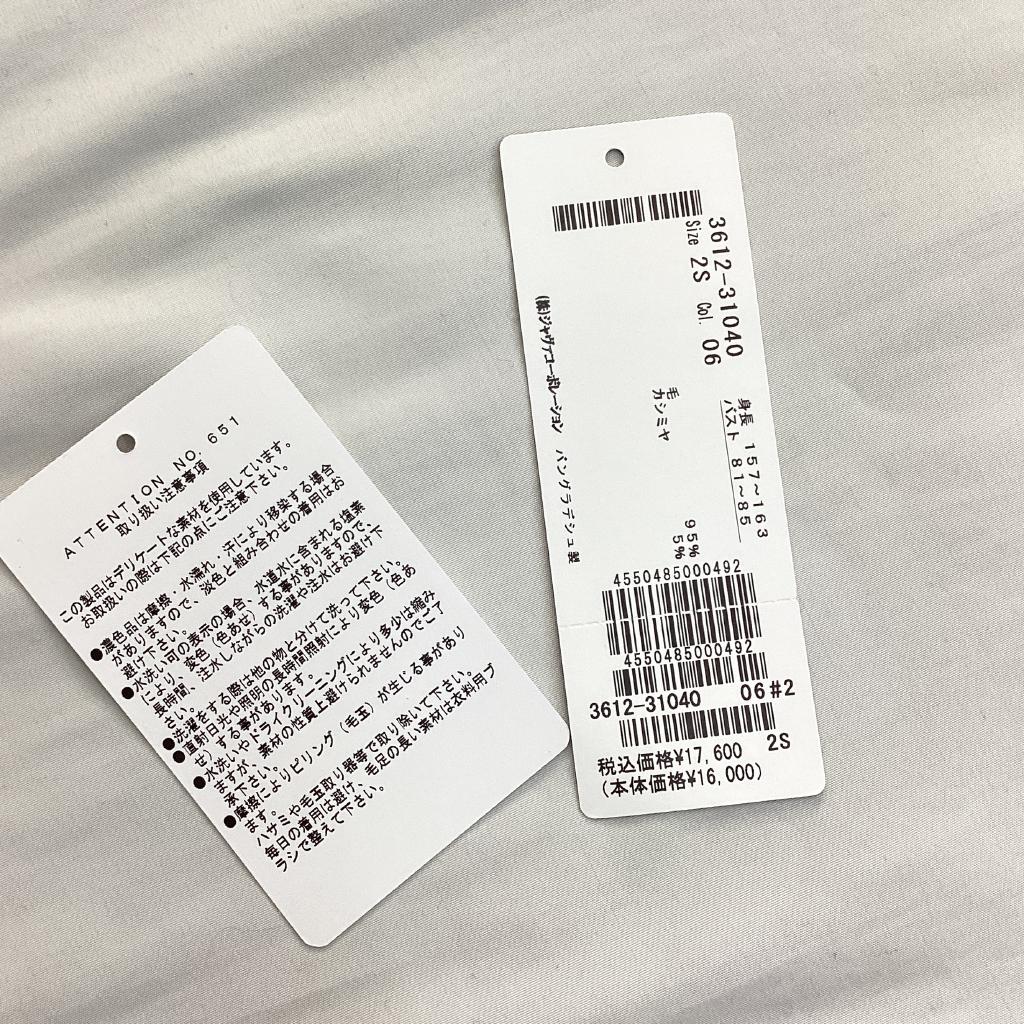 ATTENTION NO. 651
取り扱い注意事項
この製品はデリケートな素材を使用しています。
お取扱いの際は下記の点にご注意下さい。
●濃色品は摩擦・水濡れ・汗により移染する場合
がありますので、淡色と組み合わせの着用はお
避け下さい。
●水洗い可の表示の場合、水道水に含まれる塩素
により、変色(色あせ)する事がありますので、
長時間、注水しながらの洗濯や注水はお避け下
さい。
●洗濯をする際は他の物と分けて洗って下さい。
●直射日光や照明の長時間照射により変色(色あ
せ)する事があります。
●水洗いやドライクリーニングにより多少は縮み
ますが、素材の性質上避けられませんのでご了
承下さい。
●摩擦によりピリング(毛玉)が生じる事があり
ます。
ハサミや毛玉取り器等で取り除いて下さい。
毎日の着用は避け、毛足の長い素材は衣料用ブ
ラシで整えて下さい。
3612-31040
Size 2S Col. 06
身長 157~163
バスト 81~85
毛 95%
カシミヤ 5%
(株)ジャヴァコーポレーション バングラデシュ製
4550485000492
4550485000492
3612-31040 06#2
2S
税込価格¥17,600
(本体価格¥16,000)